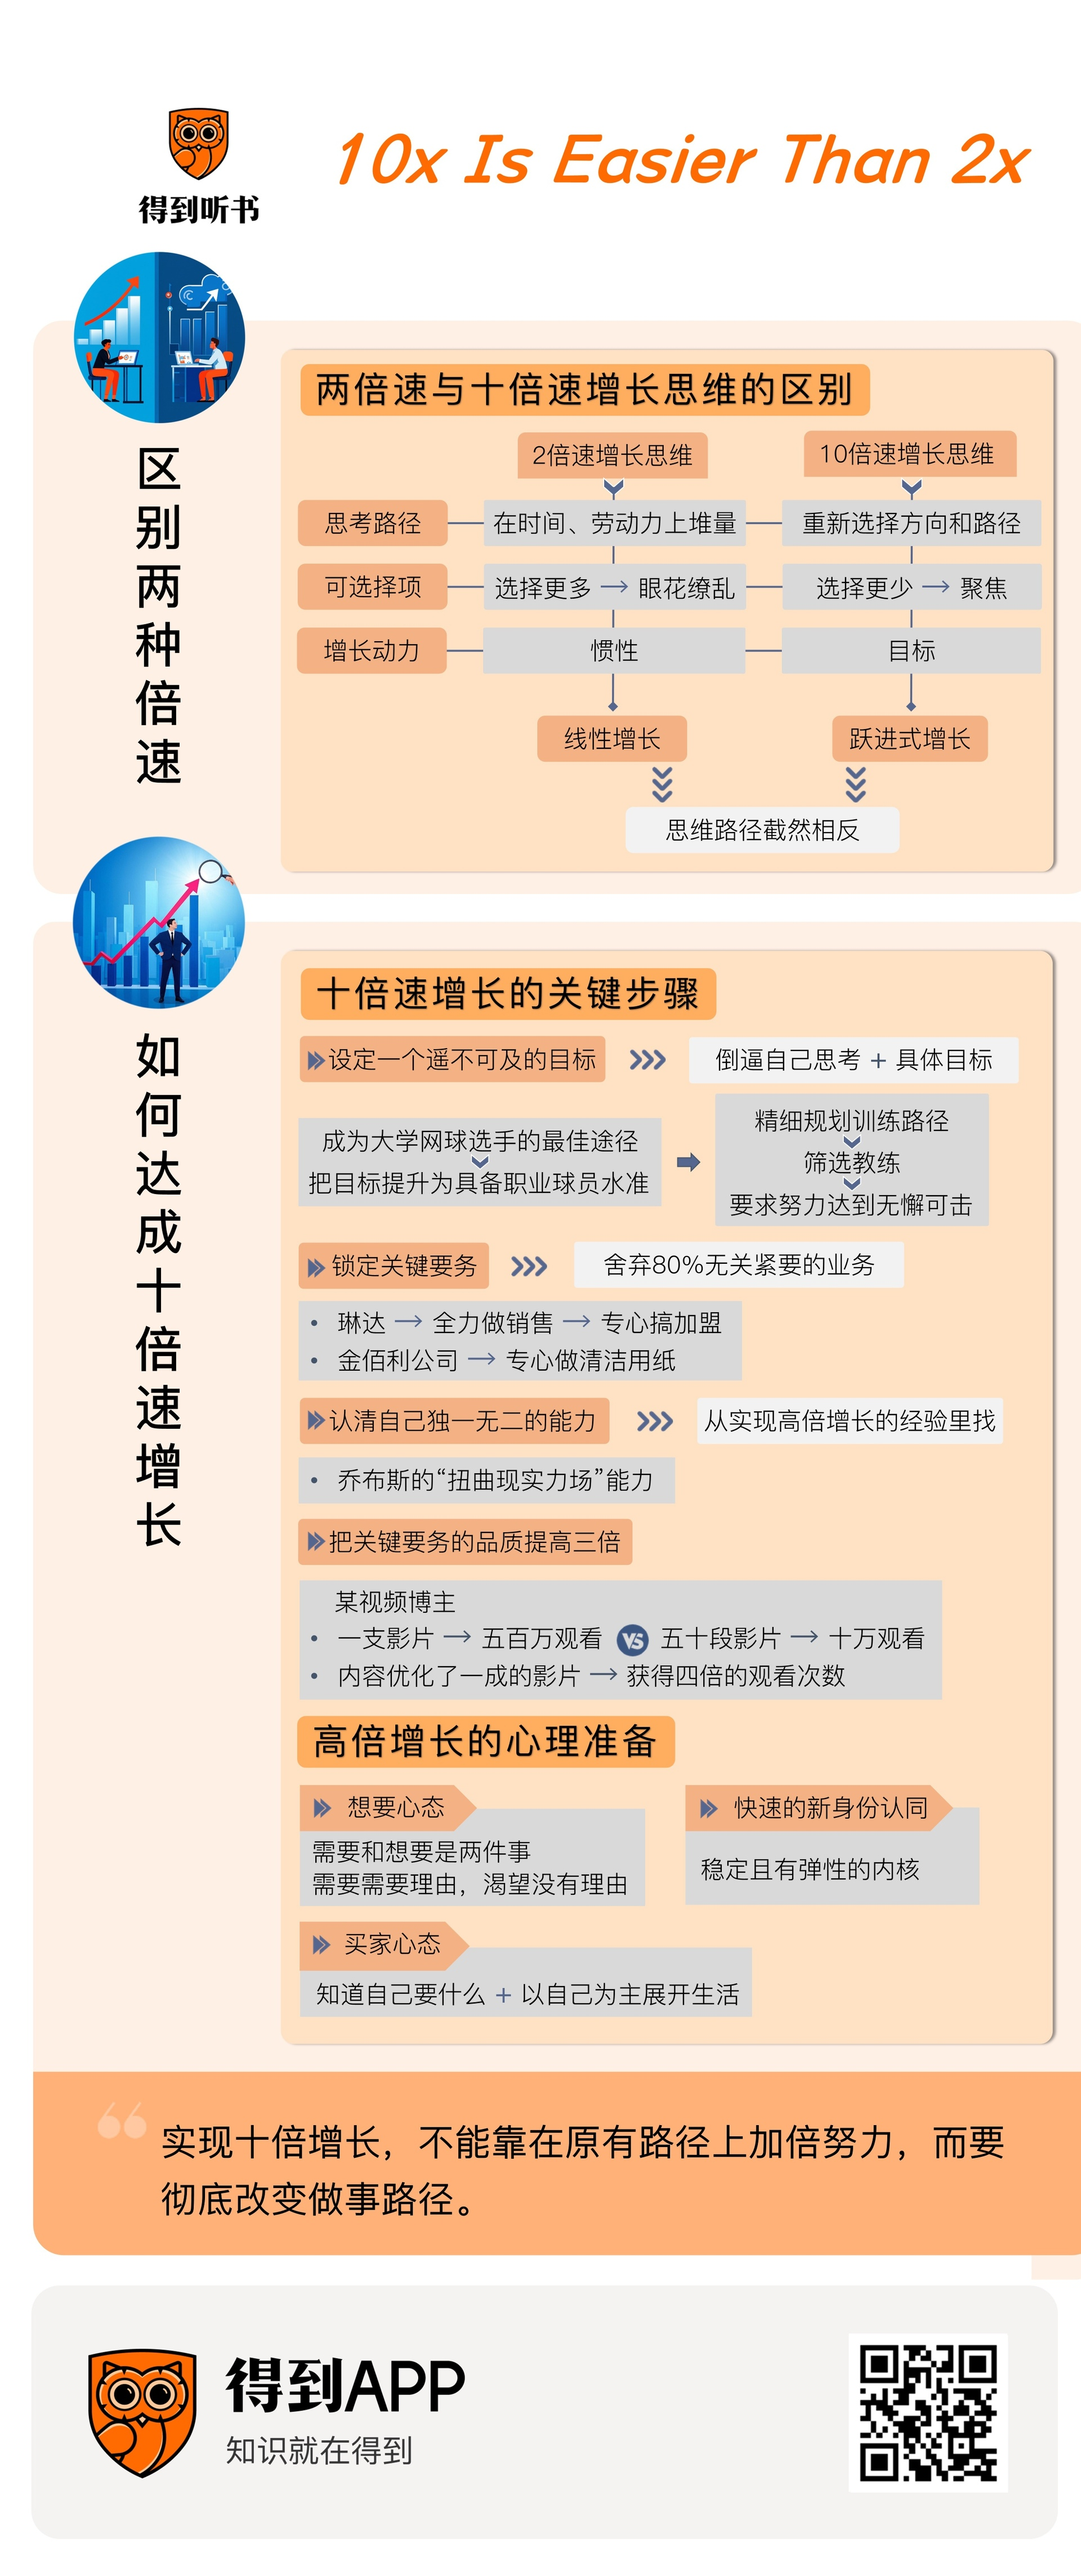 得到听书
10x Is Easier Than 2x
区别两种倍速
两倍速与十倍速增长思维的区别
2倍速增长思维
10倍速增长思维
思考路径
在时间、劳动力上堆量
重新选择方向和路径
可选择项
选择更多 → 眼花缭乱
选择更少 → 聚焦
增长动力
惯性
目标
线性增长
跃进式增长
思维路径截然相反
如何达成十倍速增长
十倍速增长的关键步骤
设定一个遥不可及的目标
倒逼自己思考 + 具体目标
成为大学网球选手的最佳途径
把目标提升为具备职业球员水准
精细规划训练路径
筛选教练
要求努力达到无懈可击
锁定关键要务
舍弃80%无关紧要的业务
• 琳达 → 全力做销售 → 专心搞加盟
• 金佰利公司 → 专心做清洁用纸
认清自己独一无二的能力
从实现高倍增长的经验里找
• 乔布斯的“扭曲现实力场”能力
把关键要务的品质提高三倍
某视频博主
• 一支影片 → 五百万观看 VS 五十段影片 → 十万观看
• 内容优化了一成的影片 → 获得四倍的观看次数
高倍增长的心理准备
想要心态
需要和想要是两件事
需要需要理由，渴望没有理由
快速的新身份认同
稳定且有弹性的内核
买家心态
知道自己要什么 + 以自己为主展开生活
实现十倍增长，不能靠在原有路径上加倍努力，而要
彻底改变做事路径。
得到APP
知识就在得到